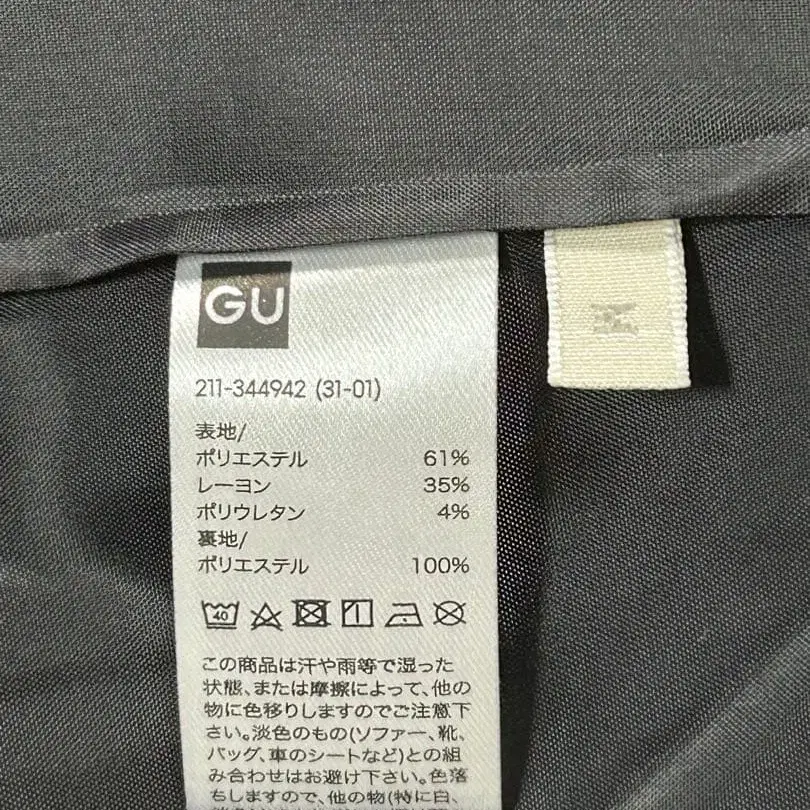 GU
211-344942 (31-01)
表地/
ポリエステル 61%
レーヨン 35%
ポリウレタン 4%
裏地/
ポリエステル 100%
40
この商品は汗や雨等で湿った
状態、または摩擦によって、他の
物に色移りしますのでご注意下
さい。淡色のもの(ソファー、靴、
バッグ、車のシートなど)との組
み合わせはお避け下さい。色落
ちしますので、他の物(特に白、